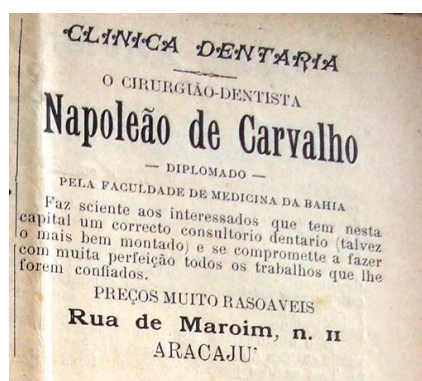 CLINICA DENTARIA
O CIRURGIÃO-DENTISTA
Napoleão de Carvalho
— DIPLOMADO —
PELA FACULDADE DE MEDICINA DA BAHIA
Faz sciente aos interessados que tem nesta
capital um correcto consultorio dentario (talvez
o mais bem montado) e se compromette a fazer
com muita perfeição todos os trabalhos que lhe
forem confiados.
PREÇOS MUITO RASOAVEIS
Rua de Maroim, n. II
ARACAJU'